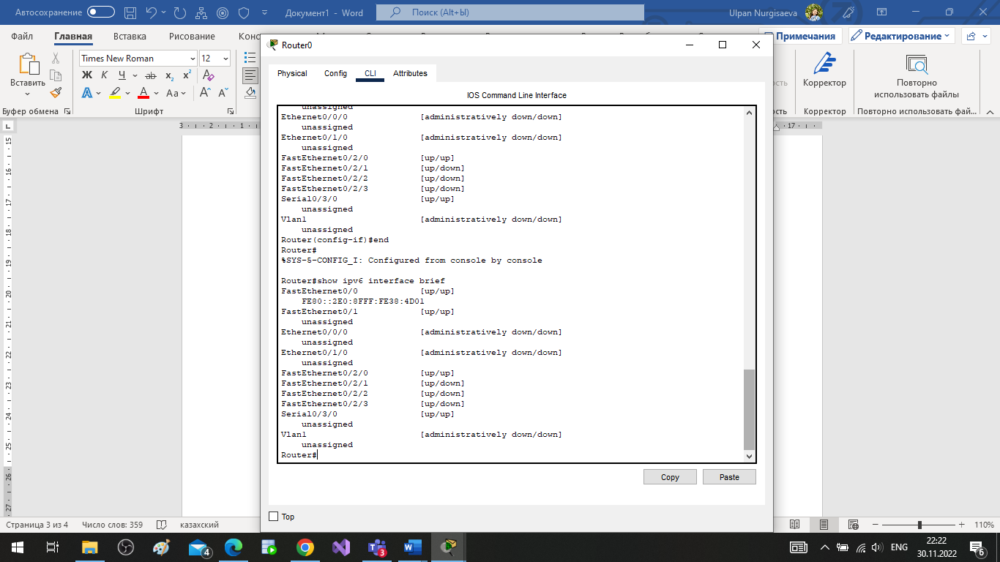 Автосохранение
Документ1 - Word
Поиск (Alt+Ы)
Ulpan Nurgisaeva
Файл Главная Вставка Рисование
Примечания
Редактирование
Вставить
Буфер обмена
Times New Roman 12
Ж К Ч ab x₂ x² A
A A Aa A A
Шрифт
Корректор
Корректор
Повторно использовать файлы
Повторно использовать файл...
Router0
Physical Config CLI Attributes
IOS Command Line Interface
unassigned
Ethernet0/0/0 [administratively down/down]
unassigned
Ethernet0/1/0 [administratively down/down]
unassigned
FastEthernet0/2/0 [up/up]
FastEthernet0/2/1 [up/down]
FastEthernet0/2/2 [up/down]
FastEthernet0/2/3 [up/down]
Serial0/3/0 [up/up]
unassigned
Vlan1 [administratively down/down]
unassigned
Router(config-if)#end
Router#
%SYS-5-CONFIG_I: Configured from console by console
Router#show ipv6 interface brief
FastEthernet0/0 [up/up]
FE80::2E0:8FFF:FE38:4D01
FastEthernet0/1 [up/up]
unassigned
Ethernet0/0/0 [administratively down/down]
unassigned
Ethernet0/1/0 [administratively down/down]
unassigned
FastEthernet0/2/0 [up/up]
FastEthernet0/2/1 [up/down]
FastEthernet0/2/2 [up/down]
FastEthernet0/2/3 [up/down]
Serial0/3/0 [up/up]
unassigned
Vlan1 [administratively down/down]
unassigned
Router#
Copy Paste
Top
Страница 3 из 4 Число слов: 359 казахский
110%
ENG
22:22
30.11.2022